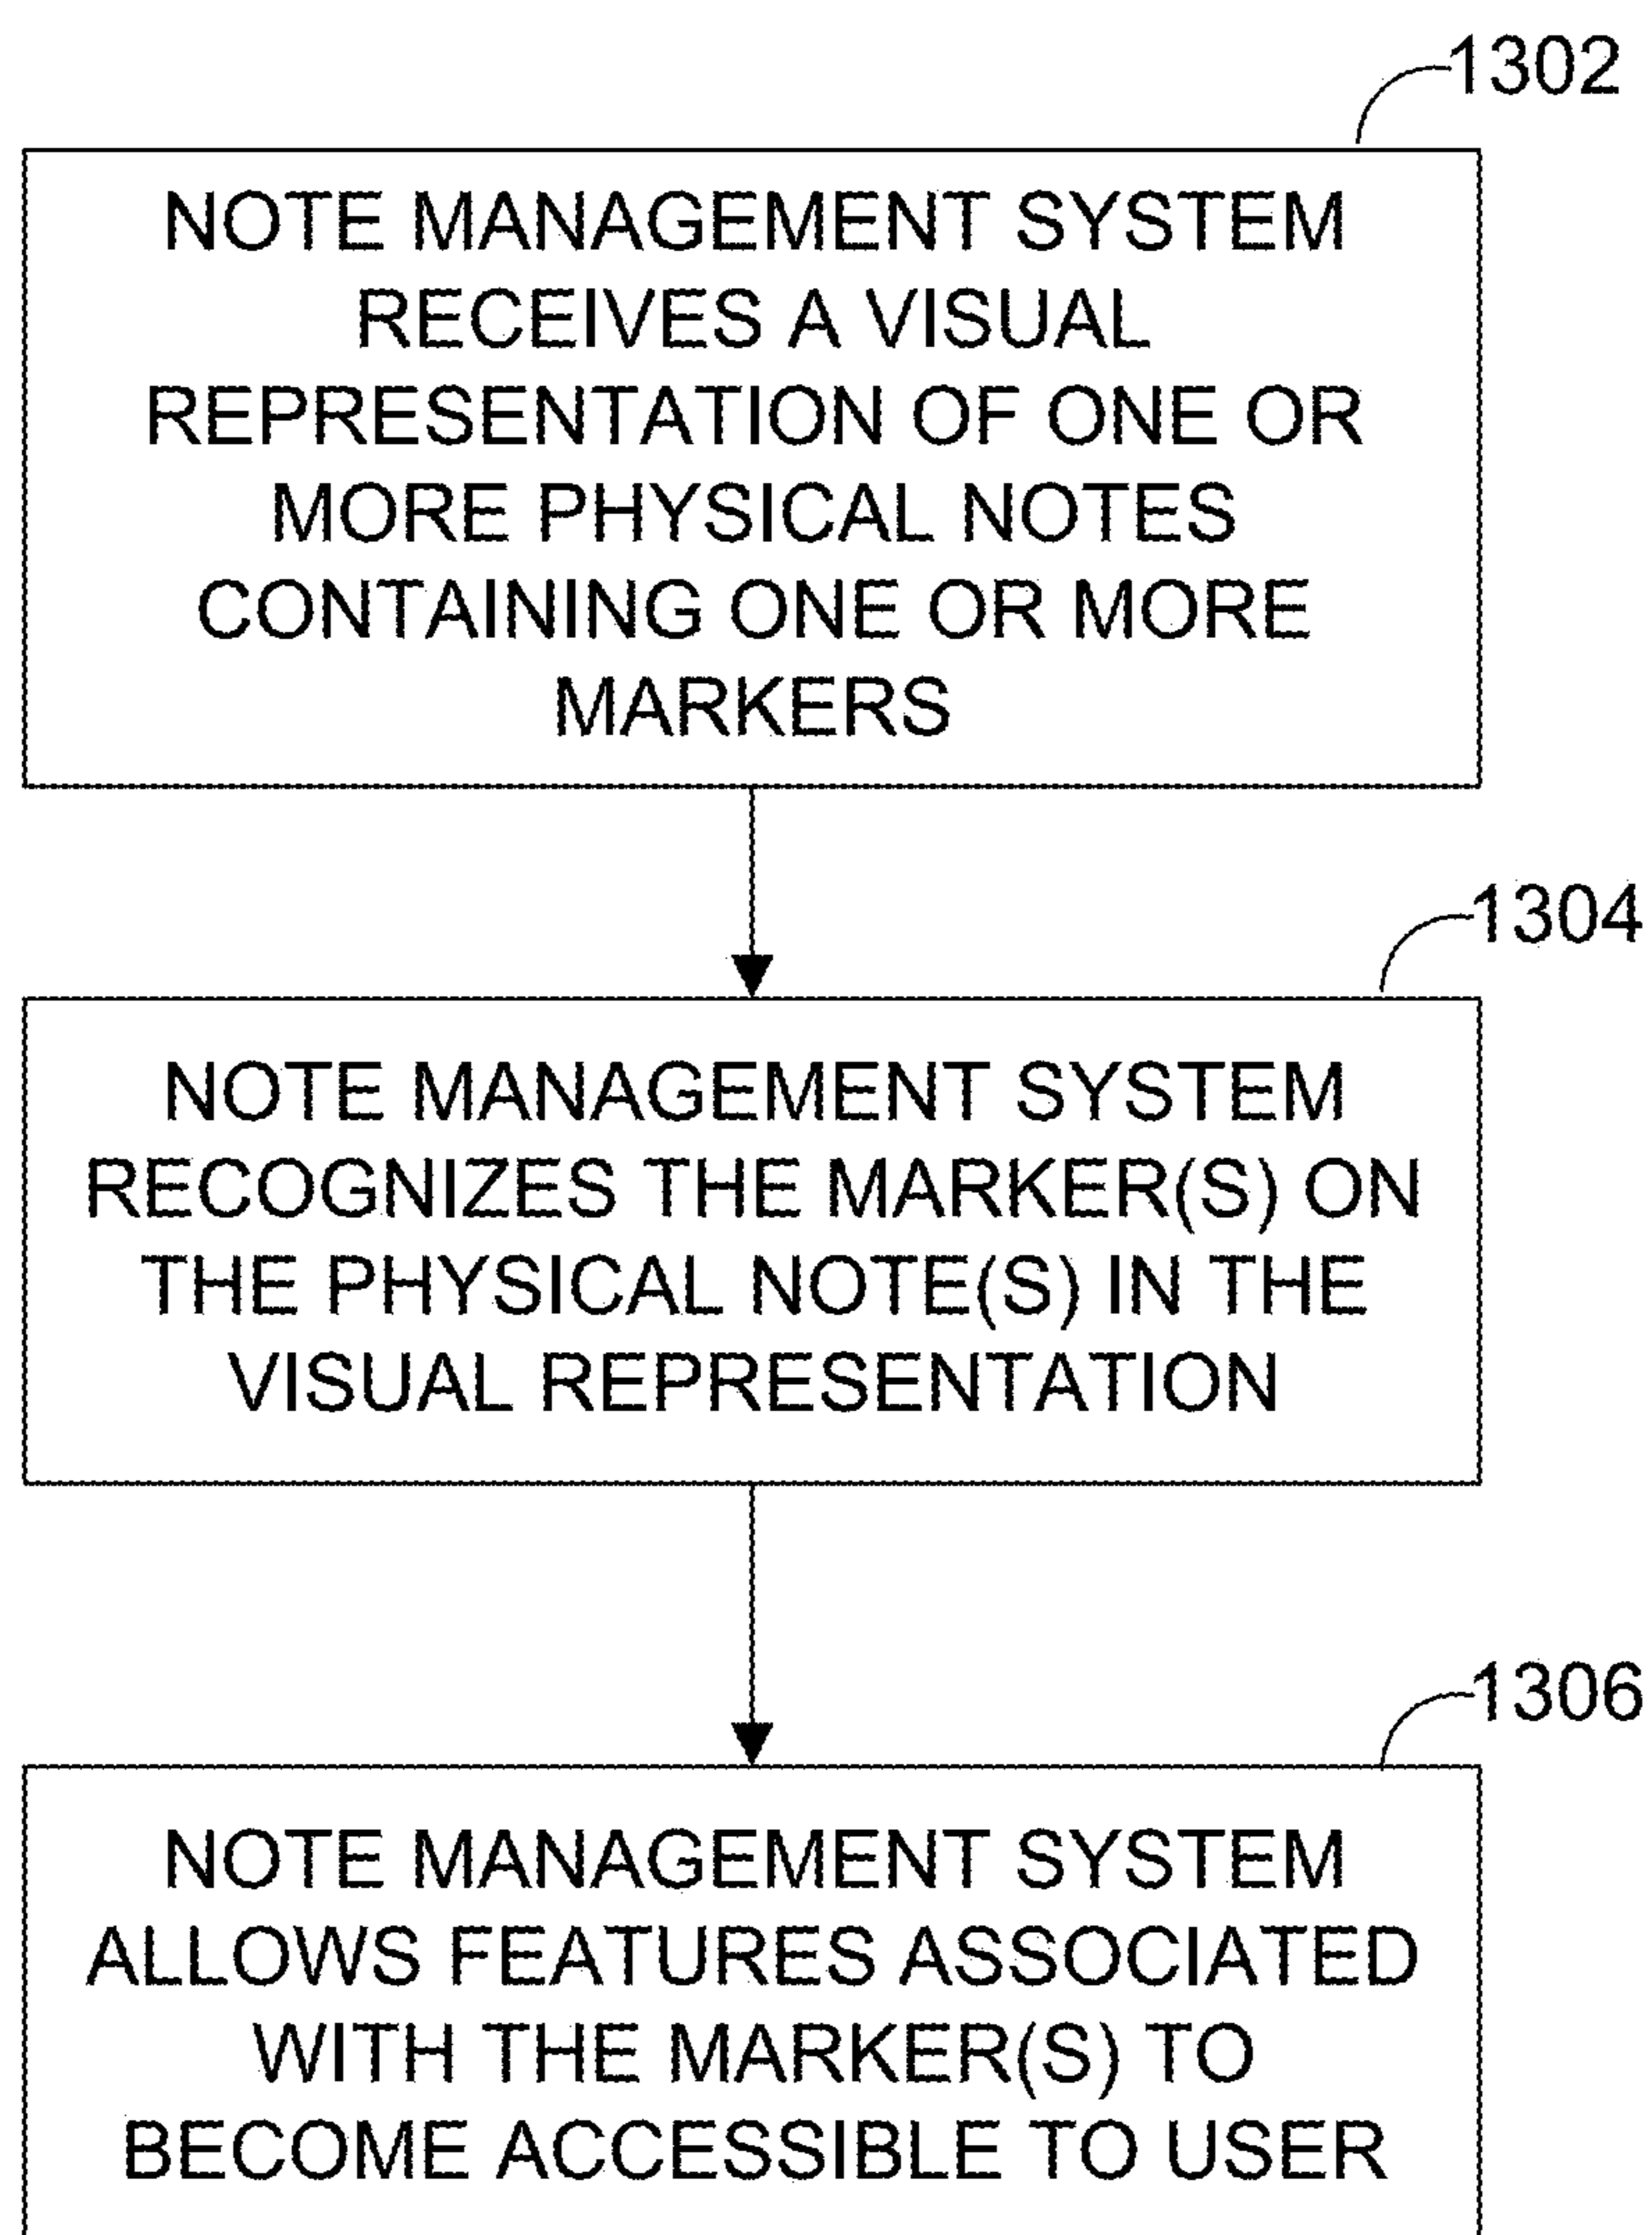 1302
NOTE MANAGEMENT SYSTEM
RECEIVES A VISUAL
REPRESENTATION OF ONE OR
MORE PHYSICAL NOTES
CONTAINING ONE OR MORE
MARKERS
1304
NOTE MANAGEMENT SYSTEM
RECOGNIZES THE MARKER(S) ON
THE PHYSICAL NOTE(S) IN THE
VISUAL REPRESENTATION
1306
NOTE MANAGEMENT SYSTEM
ALLOWS FEATURES ASSOCIATED
WITH THE MARKER(S) TO
BECOME ACCESSIBLE TO USER